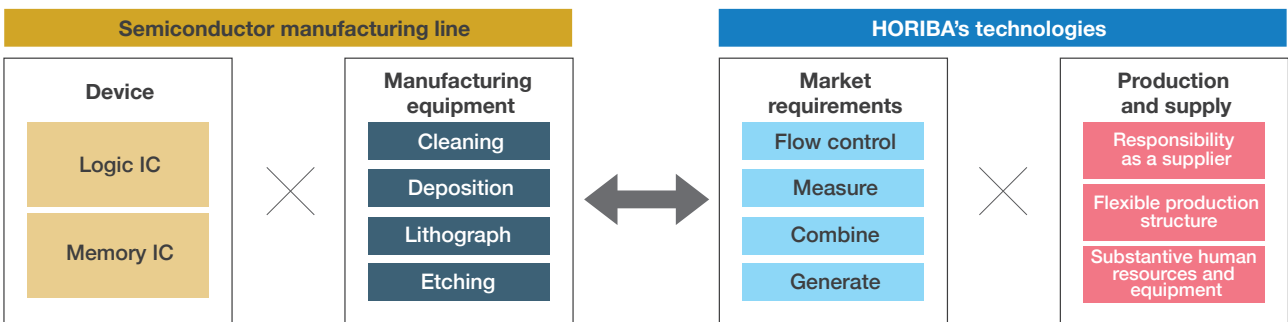 Semiconductor manufacturing line
HORIBA's technologies
Device
Logic IC
Memory IC
Manufacturing
equipment
Cleaning
Deposition
Lithograph
Etching
Market
requirements
Flow control
Measure
Combine
Generate
Production
and supply
Responsibility
as a supplier
Flexible production
structure
Substantive human
resources and
equipment